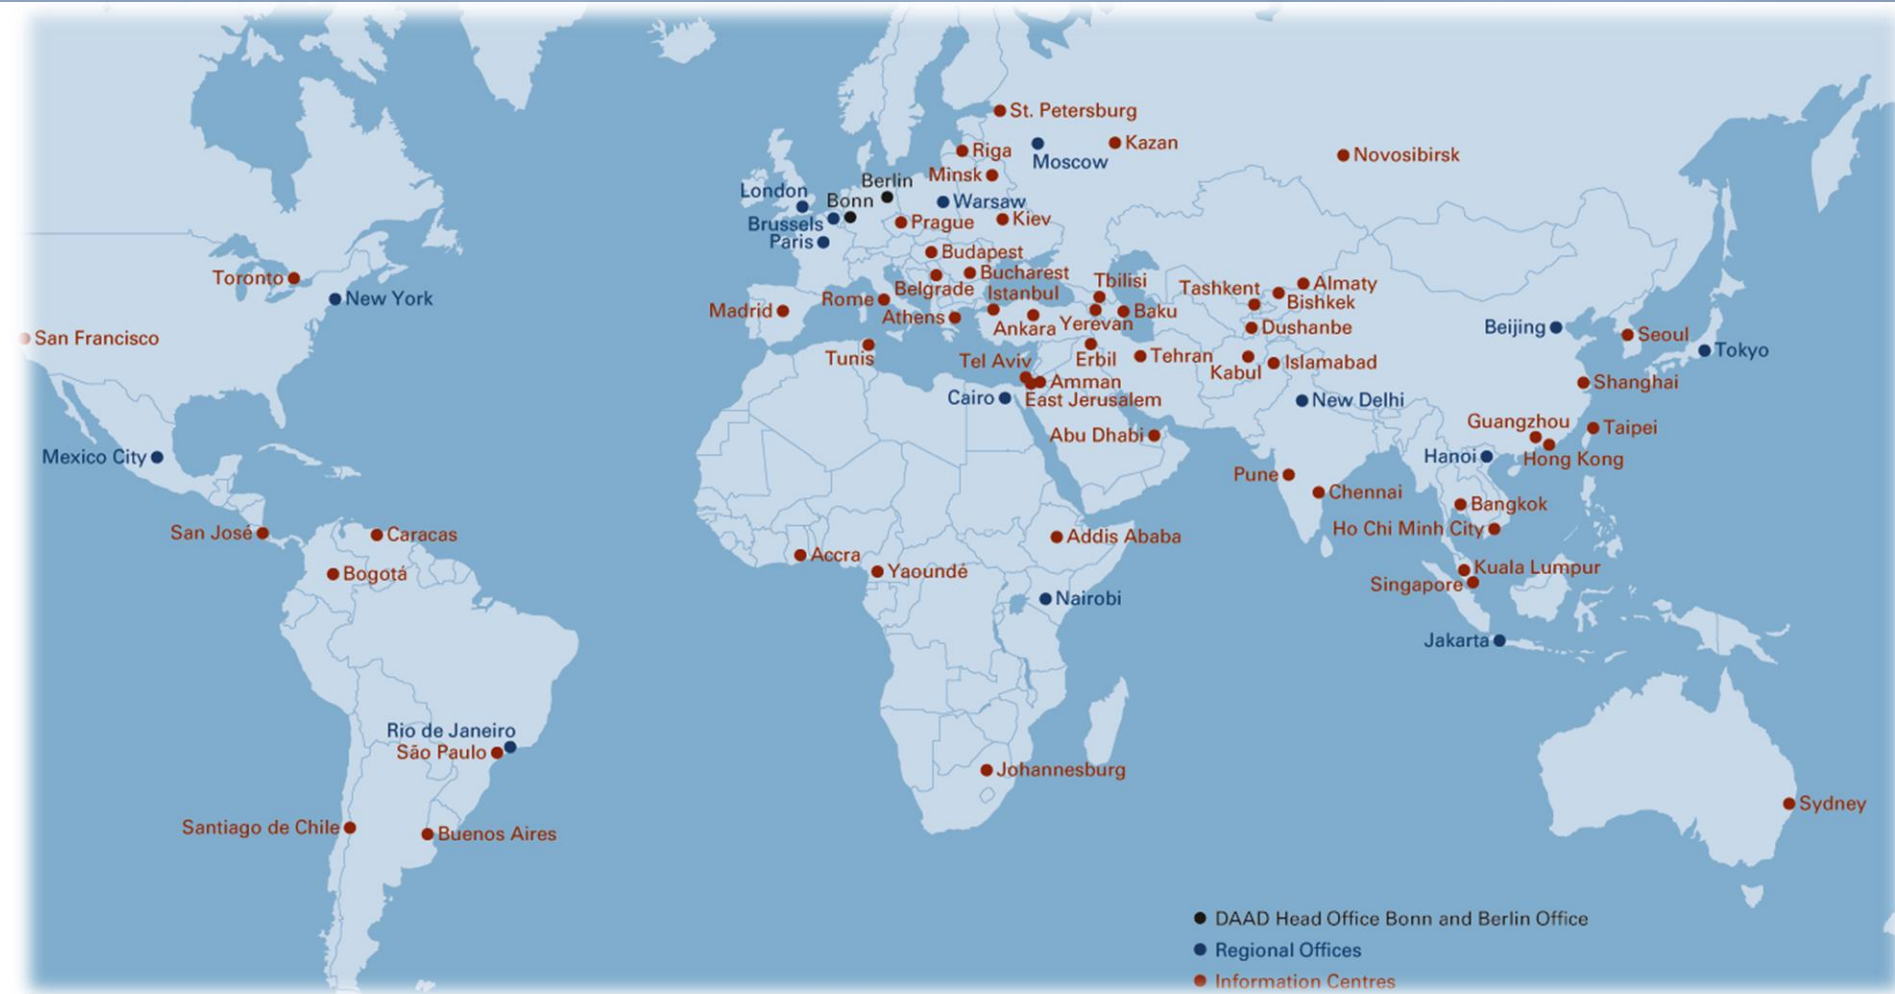 St. Petersburg
Kazan
Riga
Moscow
Novosibirsk
Minsk
Berlin
London
Bonn
Warsaw
Brussels
Prague
Kiev
Paris
Budapest
Bucharest
Toronto
Tbilisi
Almaty
Tashkent
Belgrade
Istanbul
New York
Rome
Bishkek
Madrid
Athens
Ankara
Yerevan
Baku
Dushanbe
Beijing
San Francisco
Seoul
Tokyo
Tunis
Tel Aviv
Erbil
Tehran
Kabul
Islamabad
Amman
Shanghai
Cairo
East Jerusalem
New Delhi
Guangzhou
Taipei
Abu Dhabi
Mexico City
Hanoi
Hong Kong
Pune
Chennai
Bangkok
San José
Caracas
Ho Chi Minh City
Addis Ababa
Accra
Bogotá
Yaoundé
Kuala Lumpur
Singapore
Nairobi
Jakarta
Rio de Janeiro
São Paulo
Johannesburg
Sydney
Santiago de Chile
Buenos Aires
DAAD Head Office Bonn and Berlin Office
Regional Offices
Information Centres